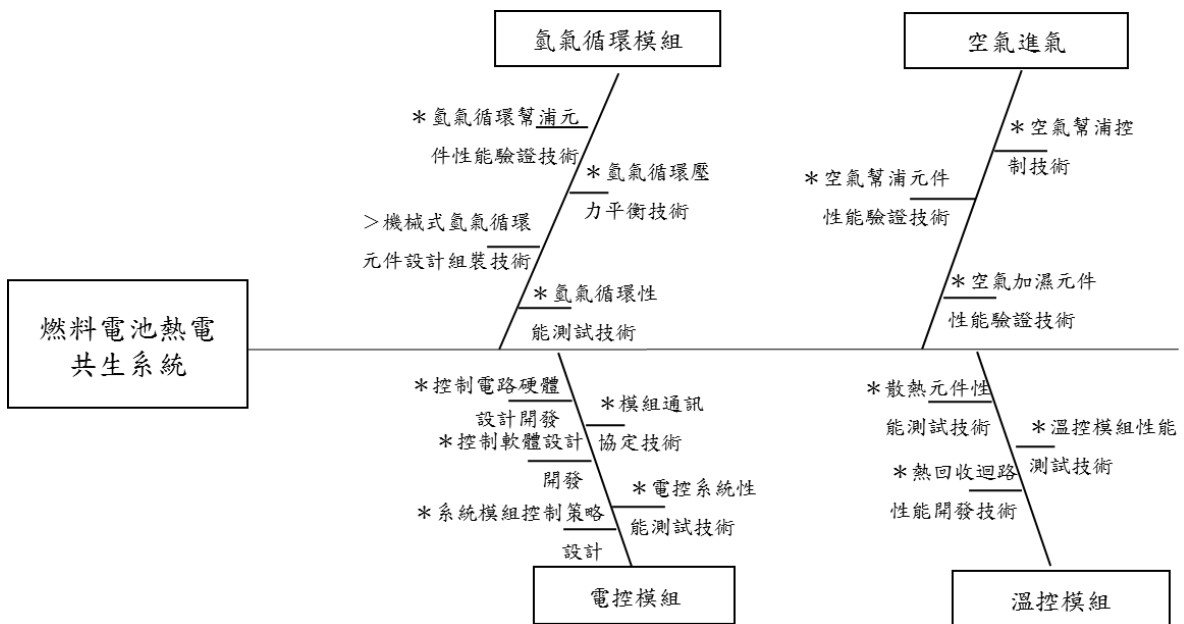 氫氣循環模組
空氣進氣
＊氫氣循環幫浦元
件性能驗證技術
＊氫氣循環壓
力平衡技術
＞機械式氫氣循環
元件設計組裝技術
＊氫氣循環性
能測試技術
＊空氣幫浦控
制技術
＊空氣幫浦元件
性能驗證技術
＊空氣加濕元件
性能驗證技術
燃料電池熱電
共生系統
＊控制電路硬體
設計開發
＊模組通訊
協定技術
＊控制軟體設計
開發
＊電控系統性
能測試技術
＊系統模組控制策略
設計
電控模組
＊散熱元件性
能測試技術
＊溫控模組性能
測試技術
＊熱回收迴路
性能開發技術
溫控模組